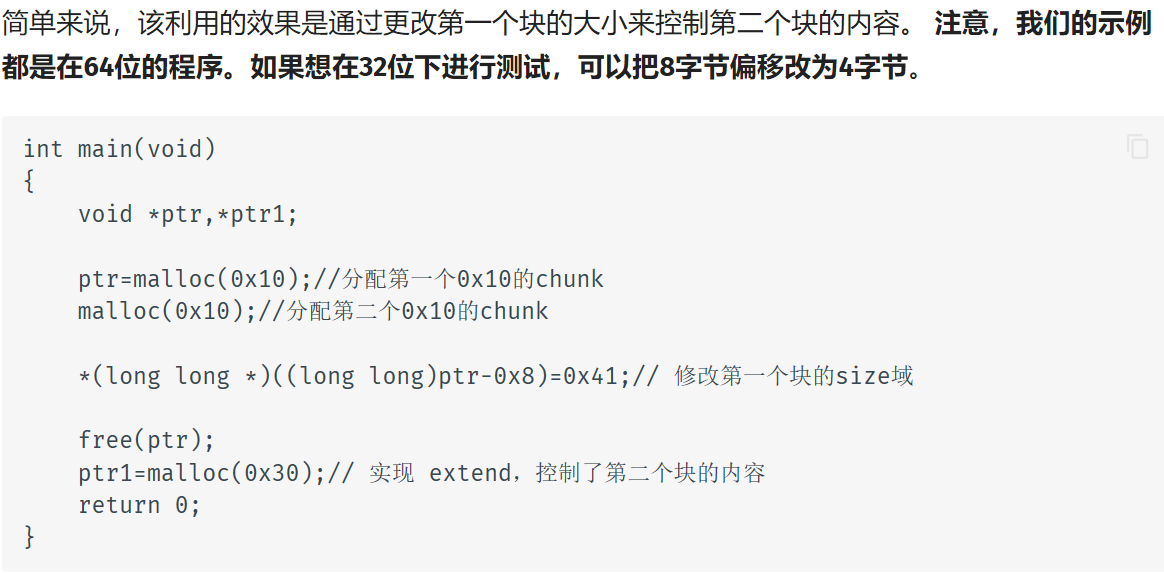 简单来说，该利用的效果是通过更改第一个块的大小来控制第二个块的内容。 注意，我们的示例
都是在64位的程序。如果想在32位下进行测试，可以把8字节偏移改为4字节。
int main(void)
{
    void *ptr,*ptr1;
    ptr=malloc(0x10);//分配第一个0x10的chunk
    malloc(0x10);//分配第二个0x10的chunk
    *(long long *)((long long)ptr-0x8)=0x41;// 修改第一个块的size域
    free(ptr);
    ptr1=malloc(0x30);// 实现 extend，控制了第二个块的内容
    return 0;
}